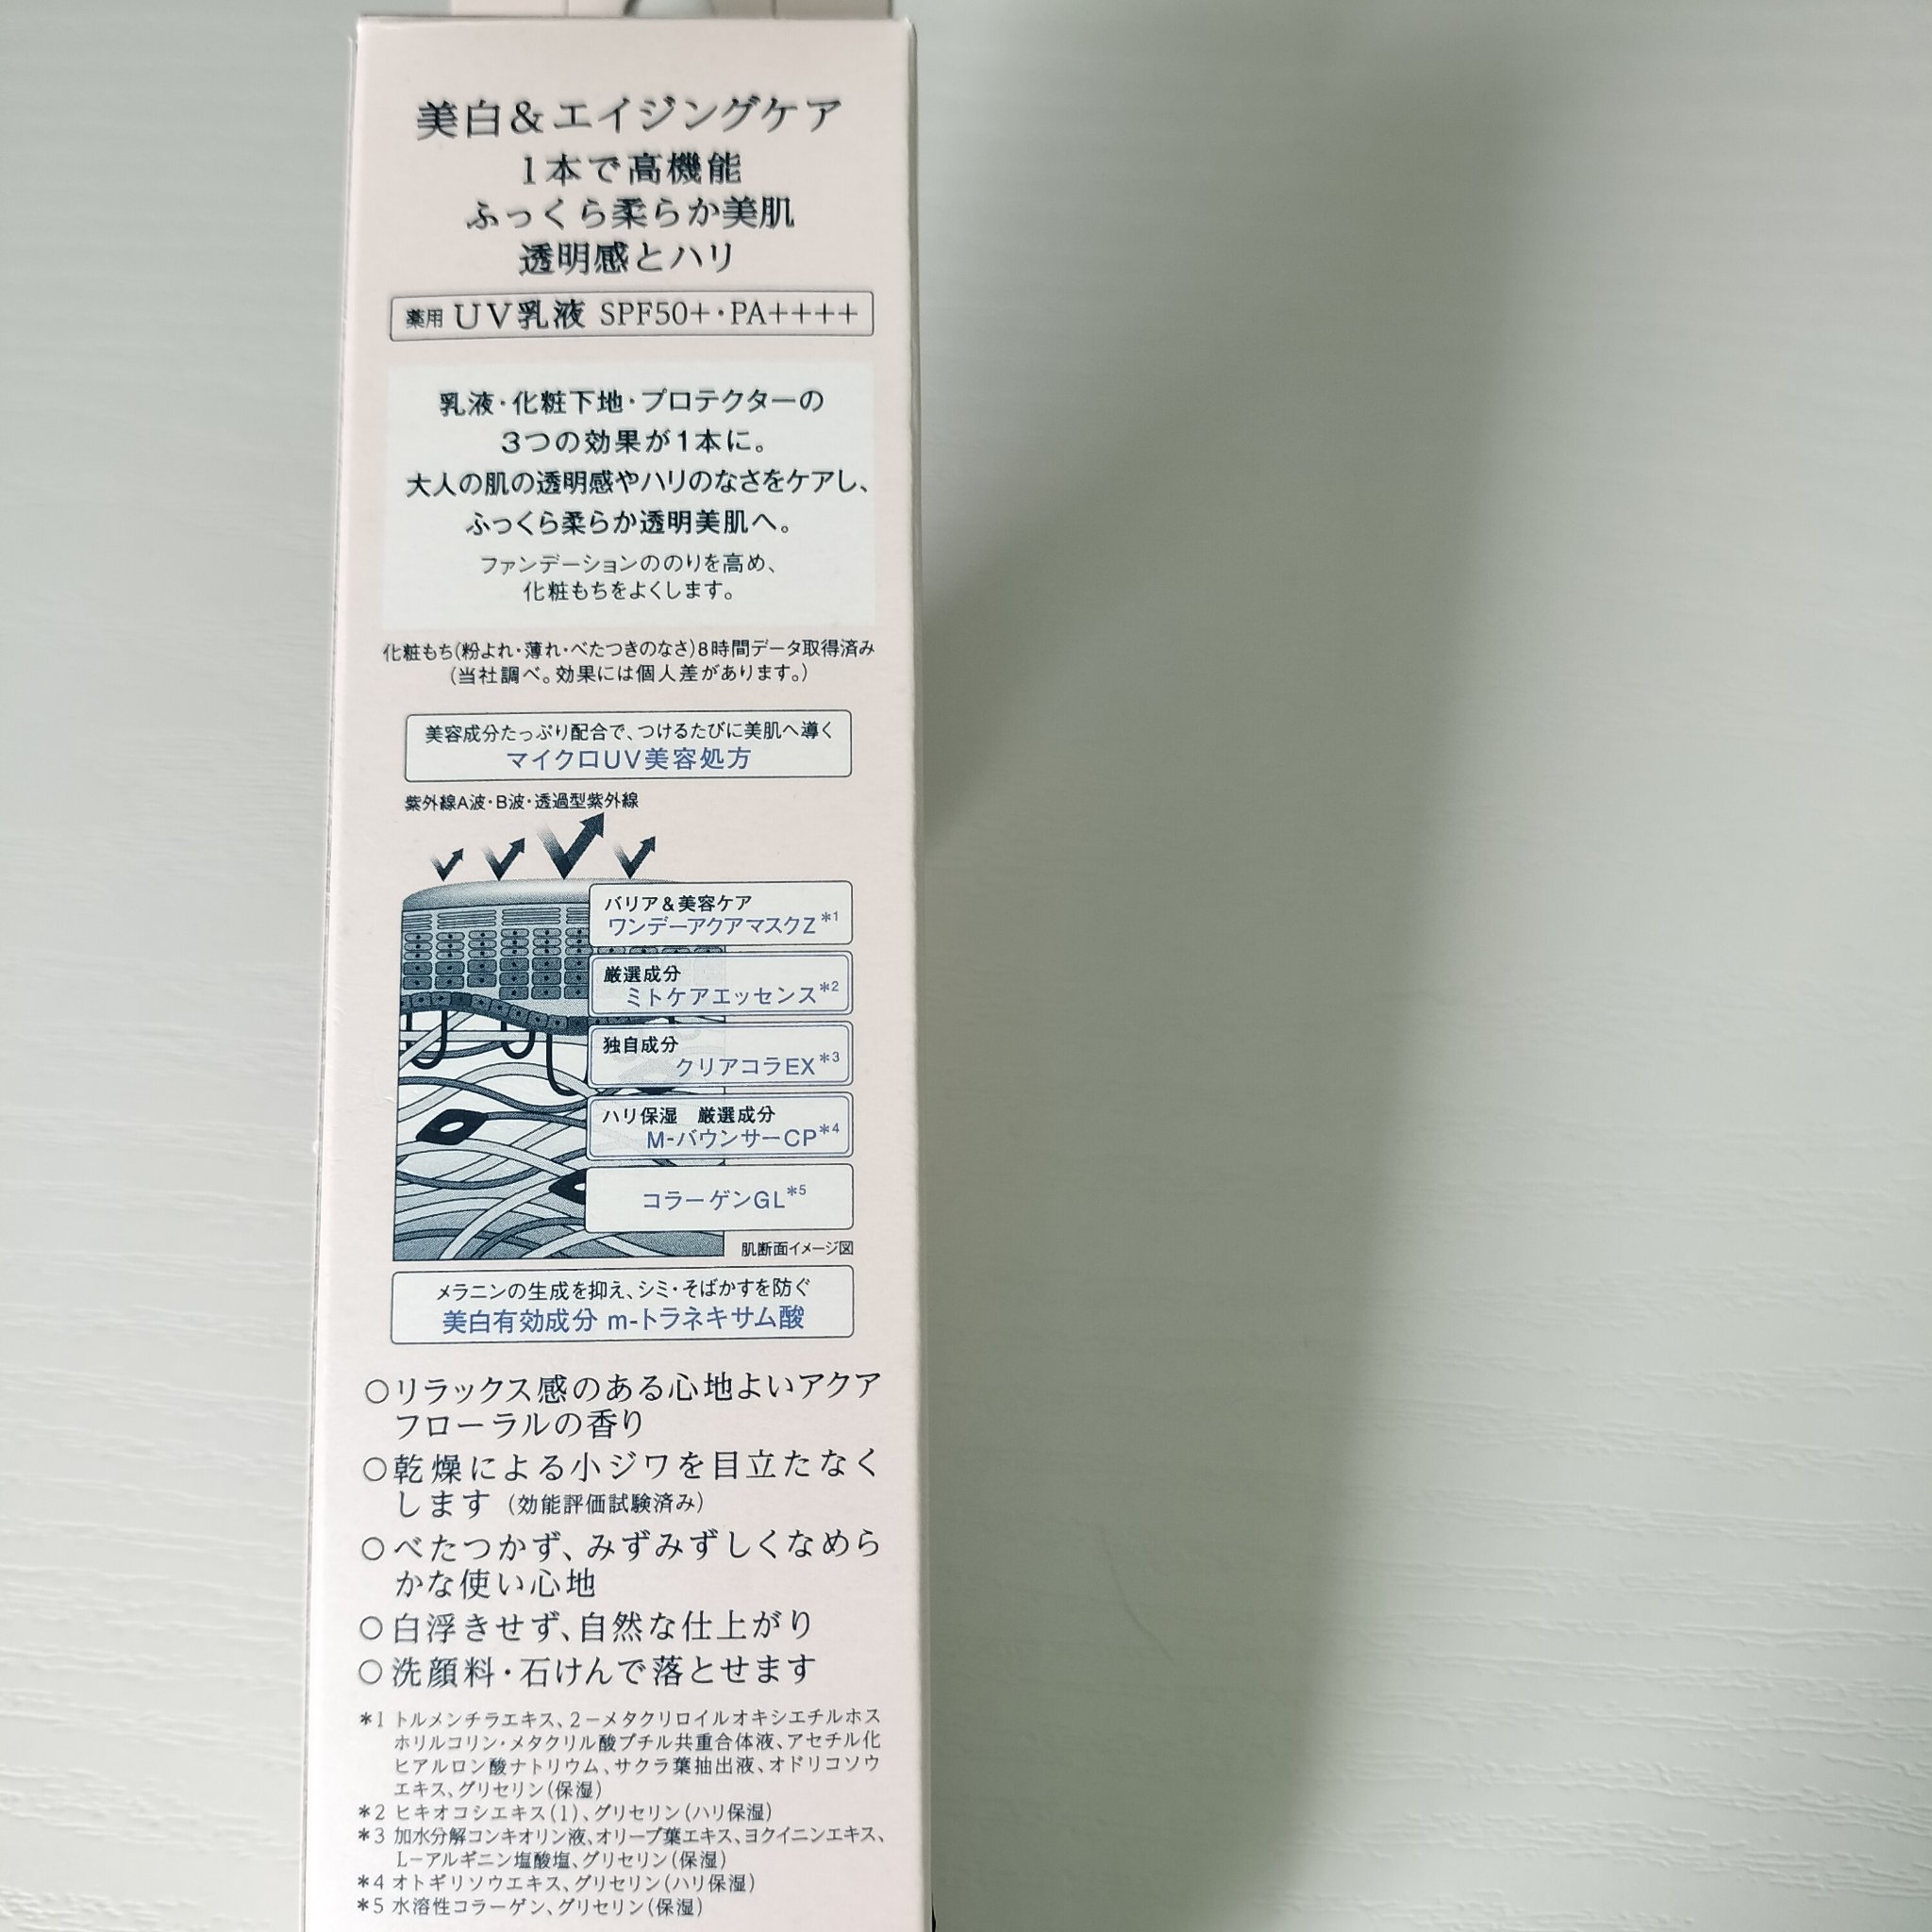 美白&エイジングケア
1本で高機能
ふっくら柔らか美肌
透明感とハリ
薬用 UV乳液 SPF50+・PA++++
乳液・化粧下地・プロテクターの
3つの効果が1本に。
大人の肌の透明感やハリのなさをケアし、
ふっくら柔らか透明美肌へ。
ファンデーションののりを高め、
化粧もちをよくします。
化粧もち(粉よれ・薄れ・べたつきのなさ)8時間データ取得済み
(当社調べ。効果には個人差があります。)
美容成分たっぷり配合で、つけるたびに美肌へ導く
マイクロUV美容処方
紫外線A波・B波・透過型紫外線
バリア&美容ケア
ワンデーアクアマスクZ*1
厳選成分
ミトケアエッセンス*2
独自成分
クリアコラEX*3
ハリ保湿 厳選成分
M-バウンサーCP*4
コラーゲンGL*5
肌断面イメージ図
メラニンの生成を抑え、シミ・そばかすを防ぐ
美白有効成分 m-トラネキサム酸
○リラックス感のある心地よいアクア
フローラルの香り
○乾燥による小ジワを目立たなく
します(効能評価試験済み)
○べたつかず、みずみずしくなめら
かな使い心地
○白浮きせず、自然な仕上がり
○洗顔料・石けんで落とせます
*1 トルメンチラエキス、2-メタクリロイルオキシエチルホス
ホリルコリン・メタクリル酸ブチル共重合体液、アセチル化
ヒアルロン酸ナトリウム、サクラ葉抽出液、オドリコソウ
エキス、グリセリン(保湿)
*2 ヒキオコシエキス(1)、グリセリン(ハリ保湿)
*3 加水分解コンキオリン液、オリーブ葉エキス、ヨクイニンエキス、
L-アルギニン塩酸塩、グリセリン(保湿)
*4 オトギリソウエキス、グリセリン(ハリ保湿)
*5 水溶性コラーゲン、グリセリン(保湿)